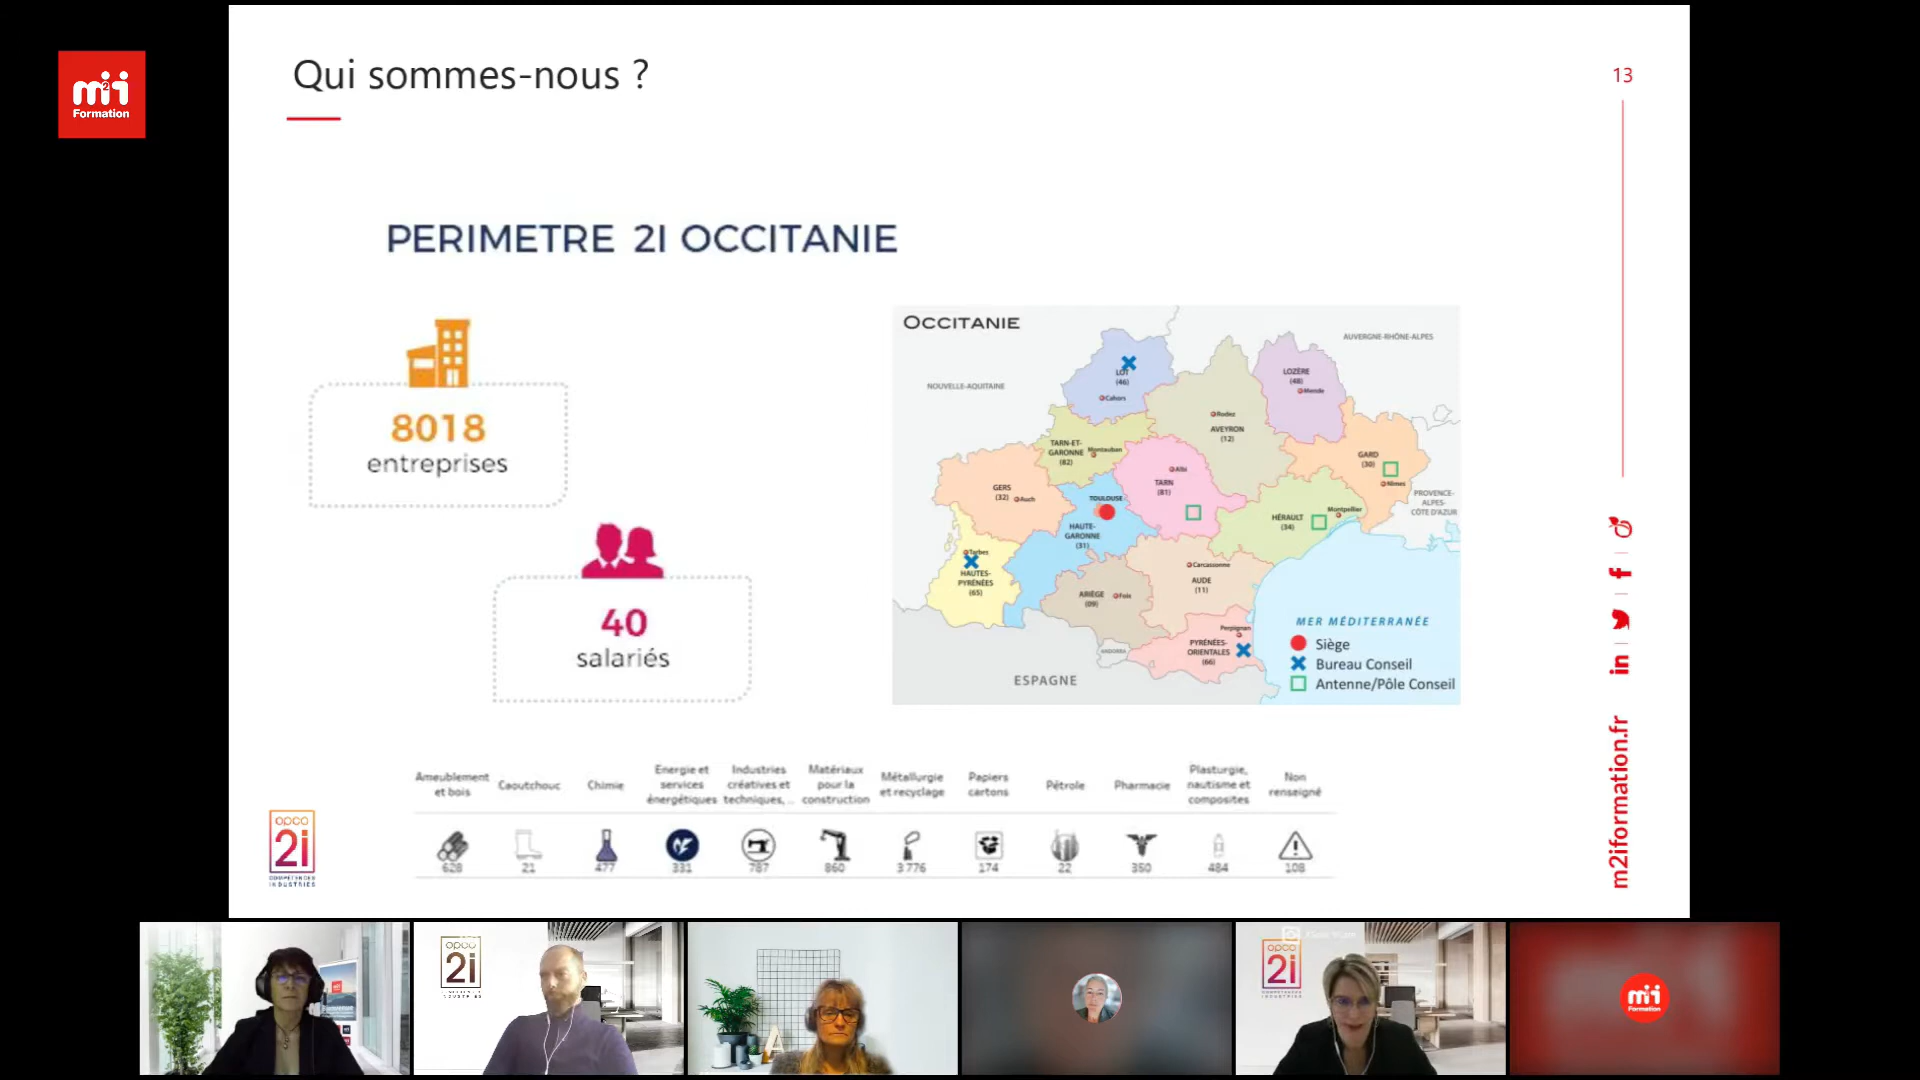 m2i
Formation
Qui sommes-nous ?
13
PERIMETRE 2I OCCITANIE
8018
entreprises
40
salariés
OCCITANIE
AUVERGNE-RHÔNE-ALPES
NOUVELLE-AQUITAINE
LOT
(46)
Cahors
LOZÈRE
(48)
Mende
Rodez
AVEYRON
(12)
TARN-ET-
GARONNE
(82)
Montauban
GARD
(30)
Nîmes
Albi
TARN
(81)
GERS
(32)
Auch
TOULOUSE
HAUTE-
GARONNE
(31)
HÉRAULT
(34)
Montpellier
PROVENCE-
ALPES-
CÔTE D'AZUR
Tarbes
HAUTES-
PYRÉNÉES
(65)
Carcassonne
AUDE
(11)
ARIÈGE
(09)
Foix
Perpignan
PYRÉNÉES-
ORIENTALES
(66)
ANDORRA
ESPAGNE
MER MÉDITERRANÉE
Siège
Bureau Conseil
Antenne/Pôle Conseil
Ameublement
et bois
Caoutchouc
Chimie
Energie et
services
énergétiques
Industries
créatives et
techniques,...
Matériaux
pour la
construction
Métallurgie
et recyclage
Papiers
cartons
Pétrole
Pharmacie
Plasturgie,
nautisme et
composites
Non
renseigné
628
21
477
331
787
860
3 776
174
22
350
484
108
opco
2i
COMPÉTENCES
INDUSTRIES
m2iformation.fr
opco
2i
opco
2i
m2i
Formation